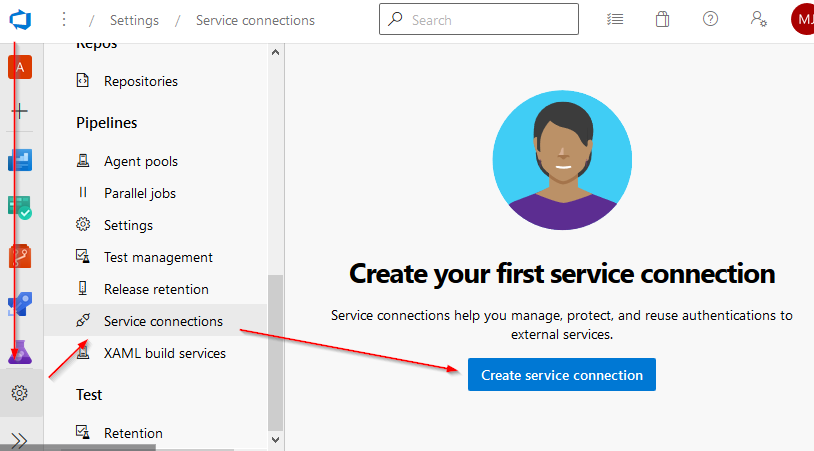 / Settings / Service connections
Search
MJ
A
Repos
Repositories
Pipelines
Agent pools
Parallel jobs
Settings
Test management
Release retention
Service connections
XAML build services
Test
Retention
Create your first service connection
Service connections help you manage, protect, and reuse authentications to
external services.
Create service connection